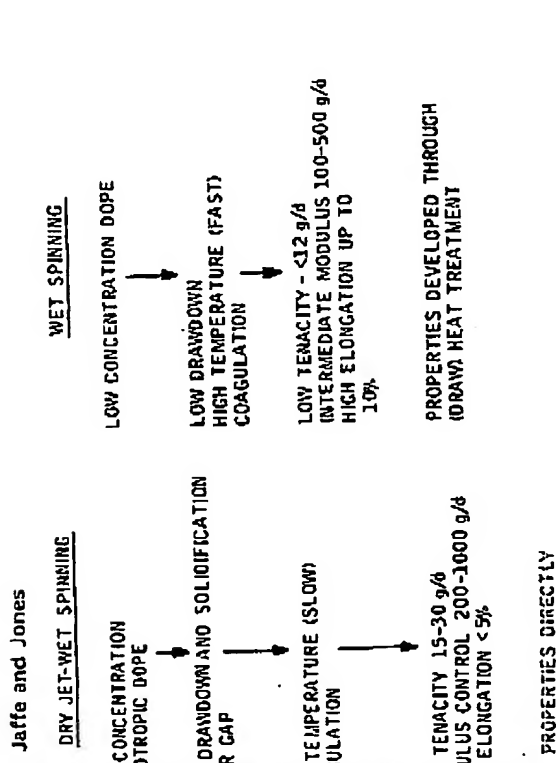 Jaffe and Jones
DRY JET-WET SPINNING
CONCENTRATION
OTROPIC DOPE
DRAWDOWN AND SOLIDIFICATION
R GAP
TEMPERATURE (SLOW)
ULATION
TENACITY 15-30 g/d
ULUS CONTROL 200-1000 g/d
ELONGATION < 5%
PROPERTIES DIRECTLY
WET SPINNING
LOW CONCENTRATION DOPE
LOW DRAWDOWN
HIGH TEMPERATURE (FAST)
COAGULATION
LOW TENACITY - <12 g/d
INTERMEDIATE MODULUS 100-500 g/d
HIGH ELONGATION UP TO
10%
PROPERTIES DEVELOPED THROUGH
(DRAW) HEAT TREATMENT